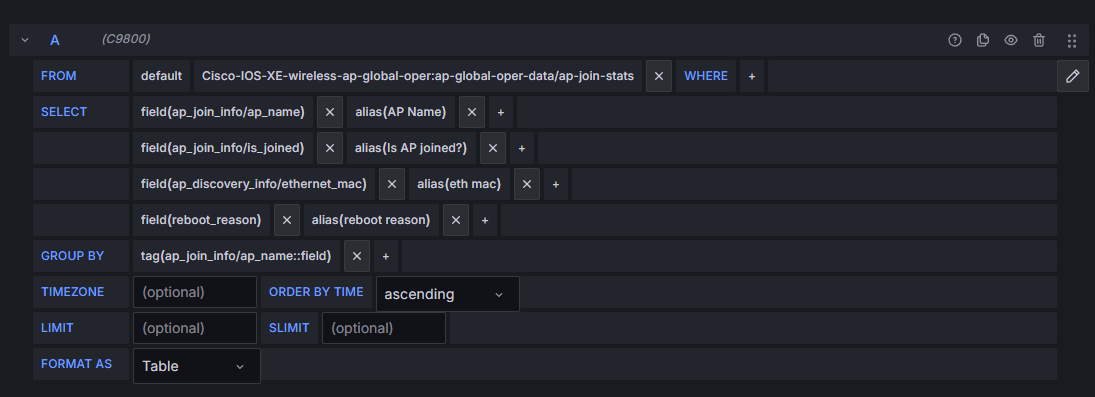 A (C9800)
FROM default Cisco-IOS-XE-wireless-ap-global-oper:ap-global-oper-data/ap-join-stats × WHERE +
SELECT field(ap_join_info/ap_name) × alias(AP Name) × +
field(ap_join_info/is_joined) × alias(Is AP joined?) × +
field(ap_discovery_info/ethernet_mac) × alias(eth mac) × +
field(reboot_reason) × alias(reboot reason) × +
GROUP BY tag(ap_join_info/ap_name::field) × +
TIMEZONE (optional) ORDER BY TIME ascending
LIMIT (optional) SLIMIT (optional)
FORMAT AS Table